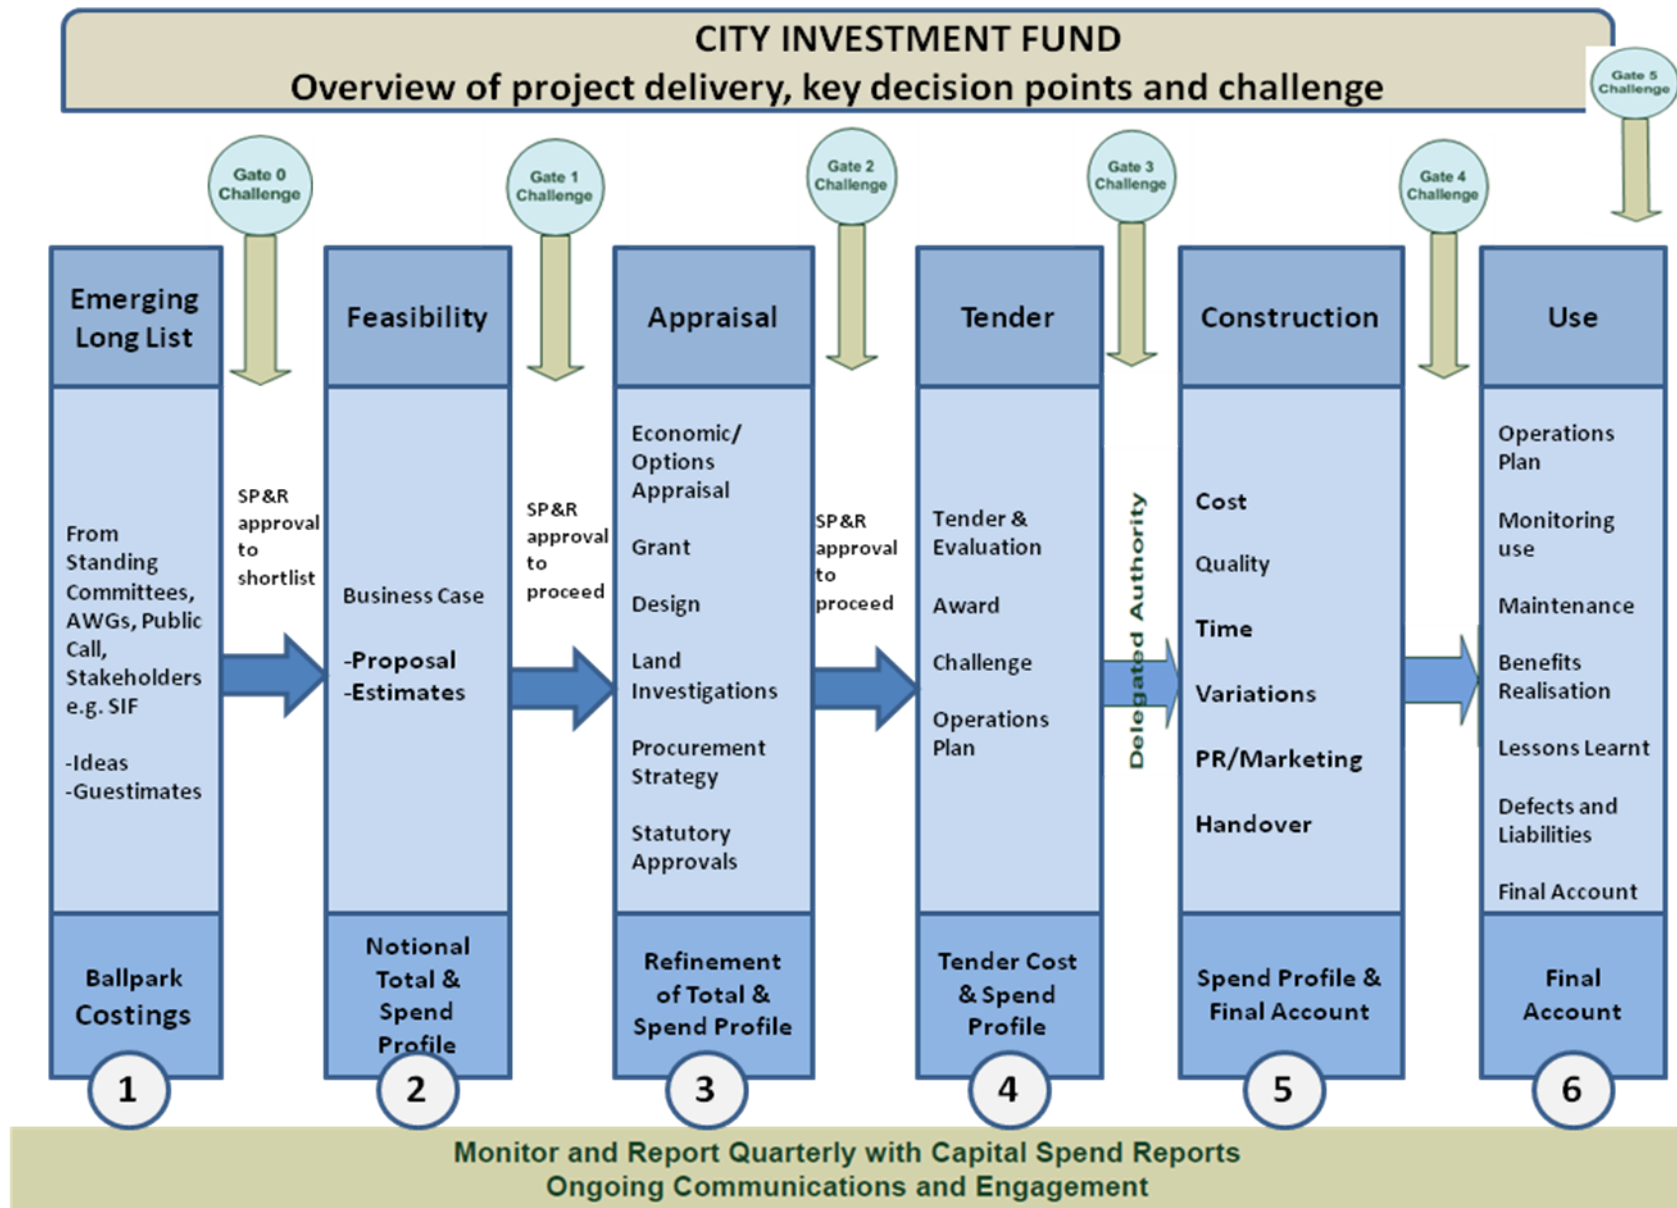 CITY INVESTMENT FUND
Overview of project delivery, key decision points and challenge
Gate 0
Challenge
Gate 1
Challenge
Gate 2
Challenge
Gate 3
Challenge
Gate 4
Challenge
Gate 5
Challenge
Emerging
Long List
From
Standing
Committees,
AWGs, Public
Call,
Stakeholders
e.g. SIF
-Ideas
-Guestimates
Ballpark
Costings
1
SP&R
approval
to
shortlist
Feasibility
Business Case
-Proposal
-Estimates
Notional
Total &
Spend
Profile
2
SP&R
approval
to
proceed
Appraisal
Economic/
Options
Appraisal
Grant
Design
Land
Investigations
Procurement
Strategy
Statutory
Approvals
Refinement
of Total &
Spend Profile
3
SP&R
approval
to
proceed
Tender
Tender &
Evaluation
Award
Challenge
Operations
Plan
Tender Cost
& Spend
Profile
4
Delegated Authority
Construction
Cost
Quality
Time
Variations
PR/Marketing
Handover
Spend Profile &
Final Account
5
Use
Operations
Plan
Monitoring
use
Maintenance
Benefits
Realisation
Lessons Learnt
Defects and
Liabilities
Final Account
Final
Account
6
Monitor and Report Quarterly with Capital Spend Reports
Ongoing Communications and Engagement